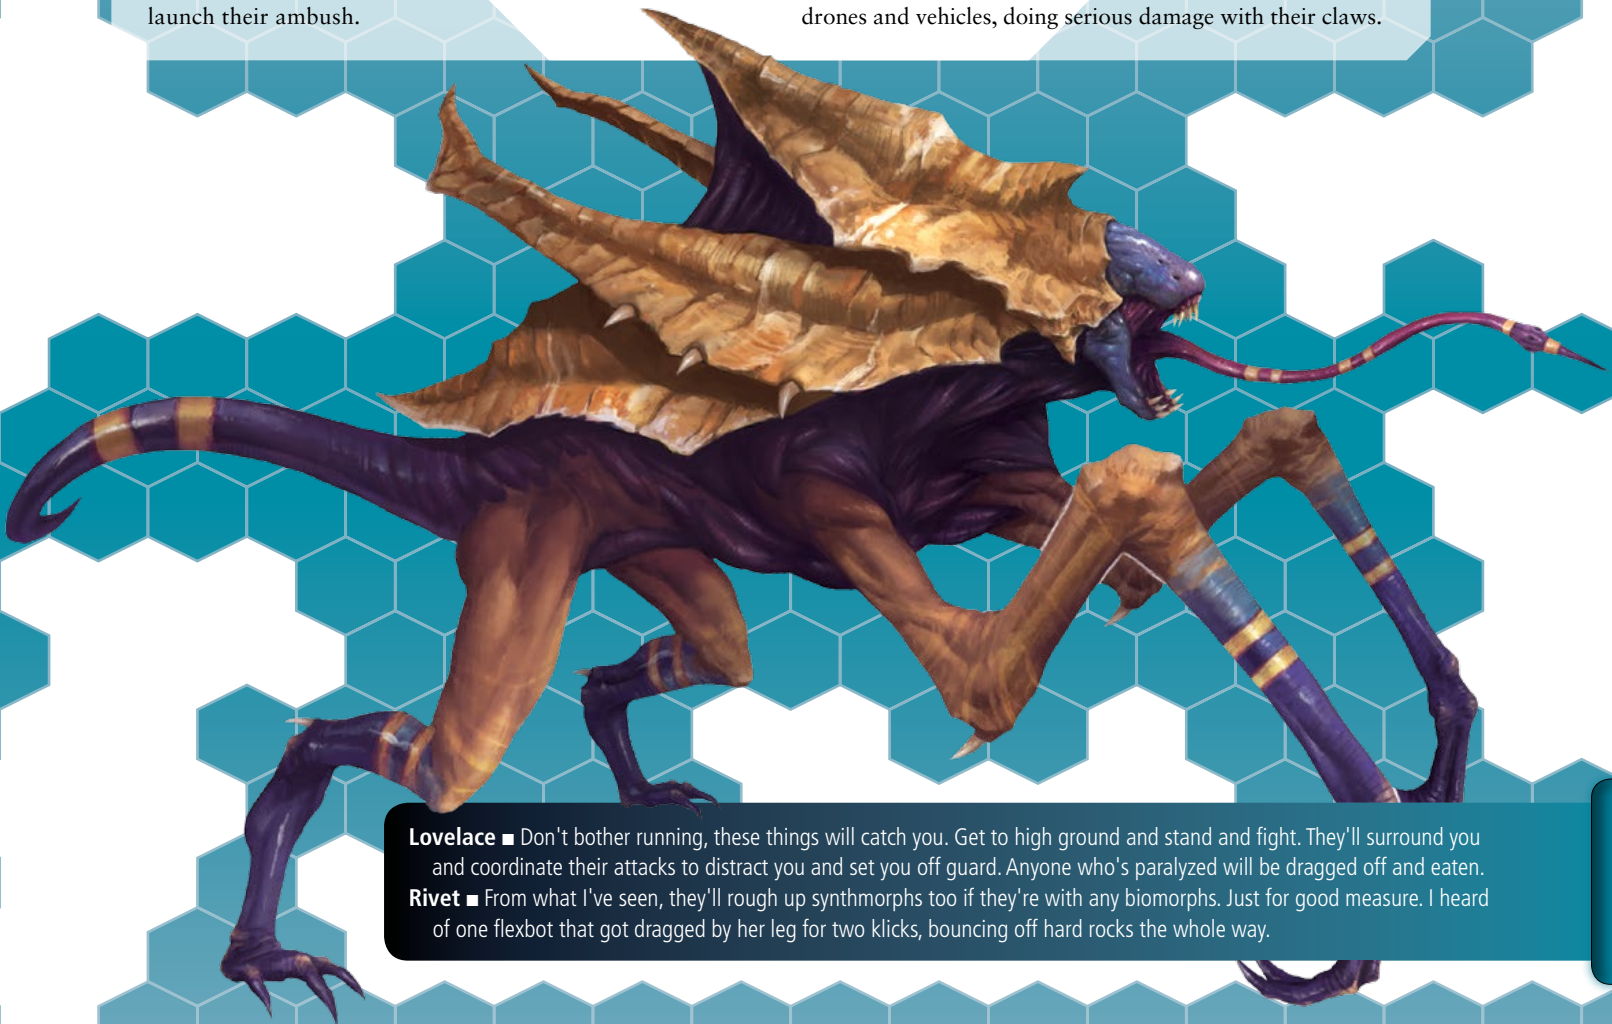 launch their ambush.
drones and vehicles, doing serious damage with their claws.
Lovelace ■ Don't bother running, these things will catch you. Get to high ground and stand and fight. They'll surround you
and coordinate their attacks to distract you and set you off guard. Anyone who's paralyzed will be dragged off and eaten.
Rivet ■ From what I've seen, they'll rough up synthmorphs too if they're with any biomorphs. Just for good measure. I heard
of one flexbot that got dragged by her leg for two klicks, bouncing off hard rocks the whole way.